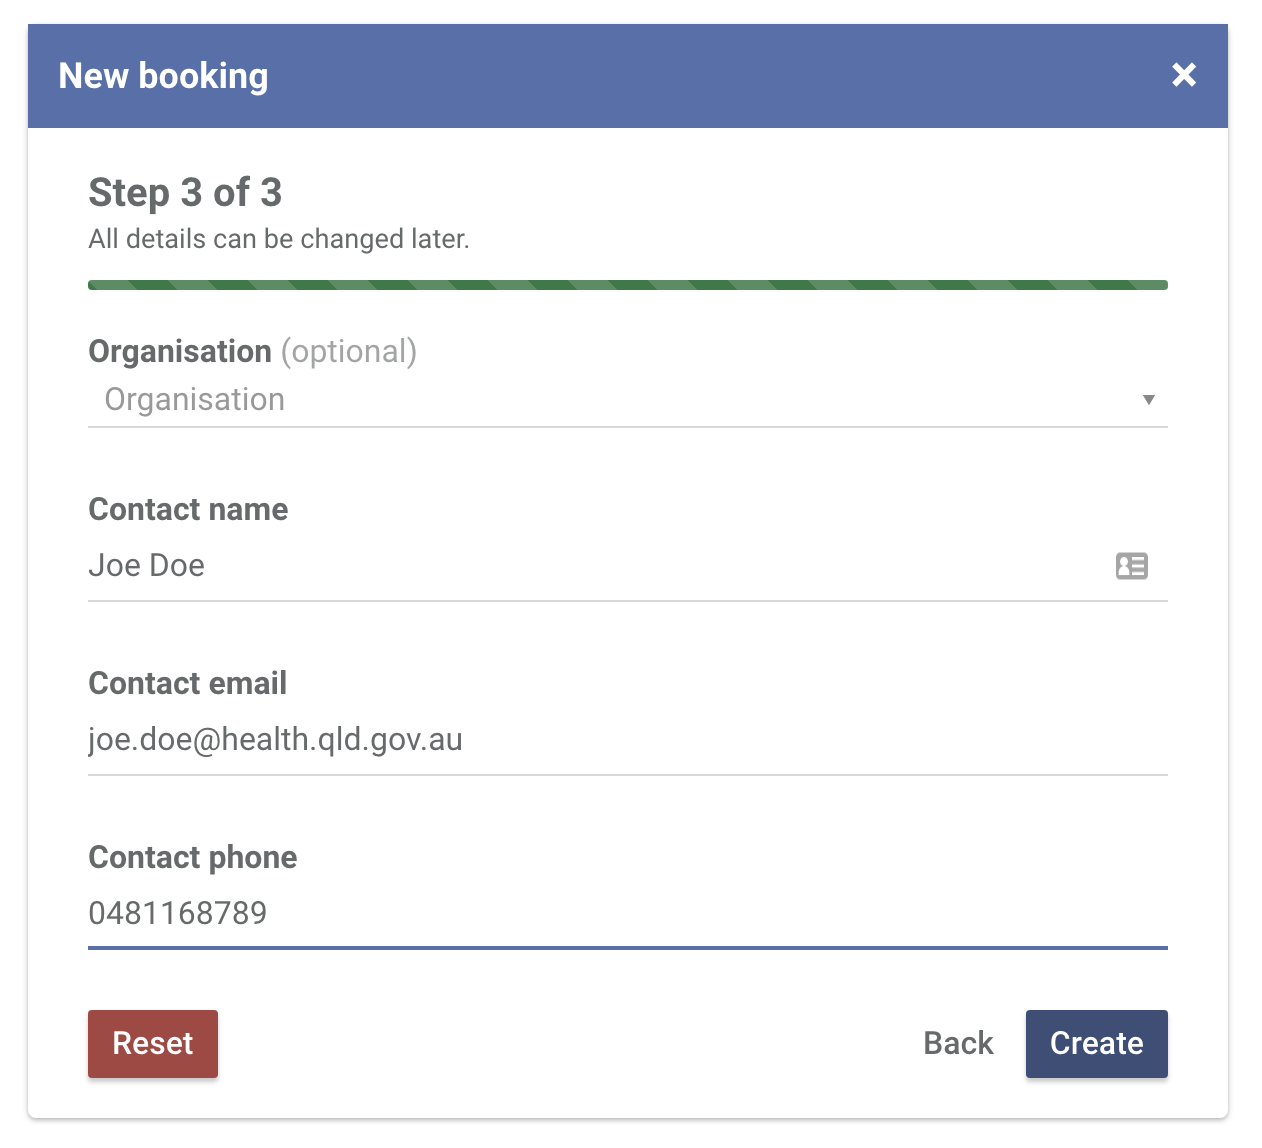 New booking
Step 3 of 3
All details can be changed later.
Organisation (optional)
Organisation
Contact name
Joe Doe
Contact email
joe.doe@health.qld.gov.au
Contact phone
0481168789
Reset Back Create